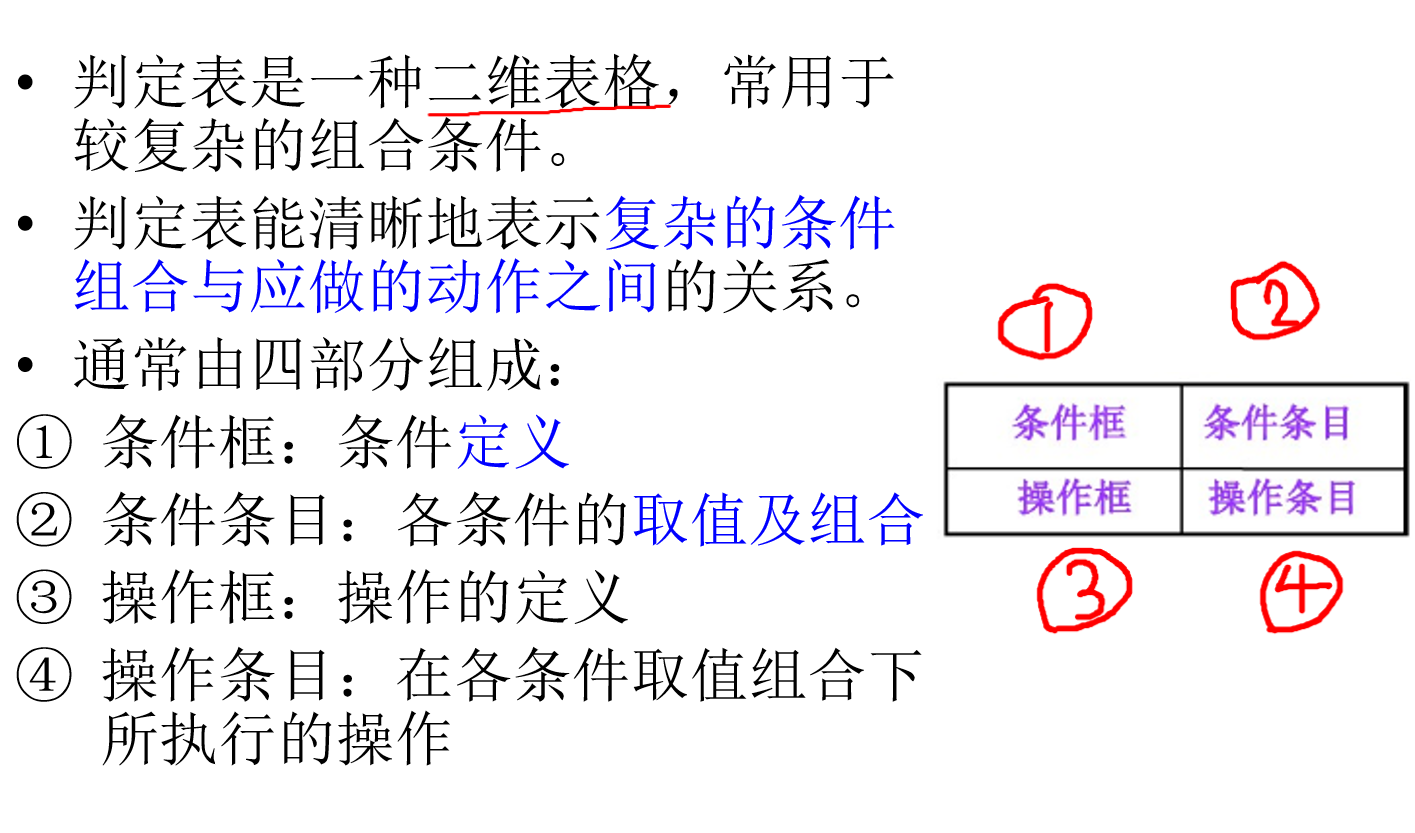 • 判定表是一种二维表格，常用于
较复杂的组合条件。
• 判定表能清晰地表示复杂的条件
组合与应做的动作之间的关系。
• 通常由四部分组成：
① 条件框：条件定义
② 条件条目：各条件的取值及组合
③ 操作框：操作的定义
④ 操作条目：在各条件取值组合下
所执行的操作
① ②
条件框 条件条目
操作框 操作条目
③ ④